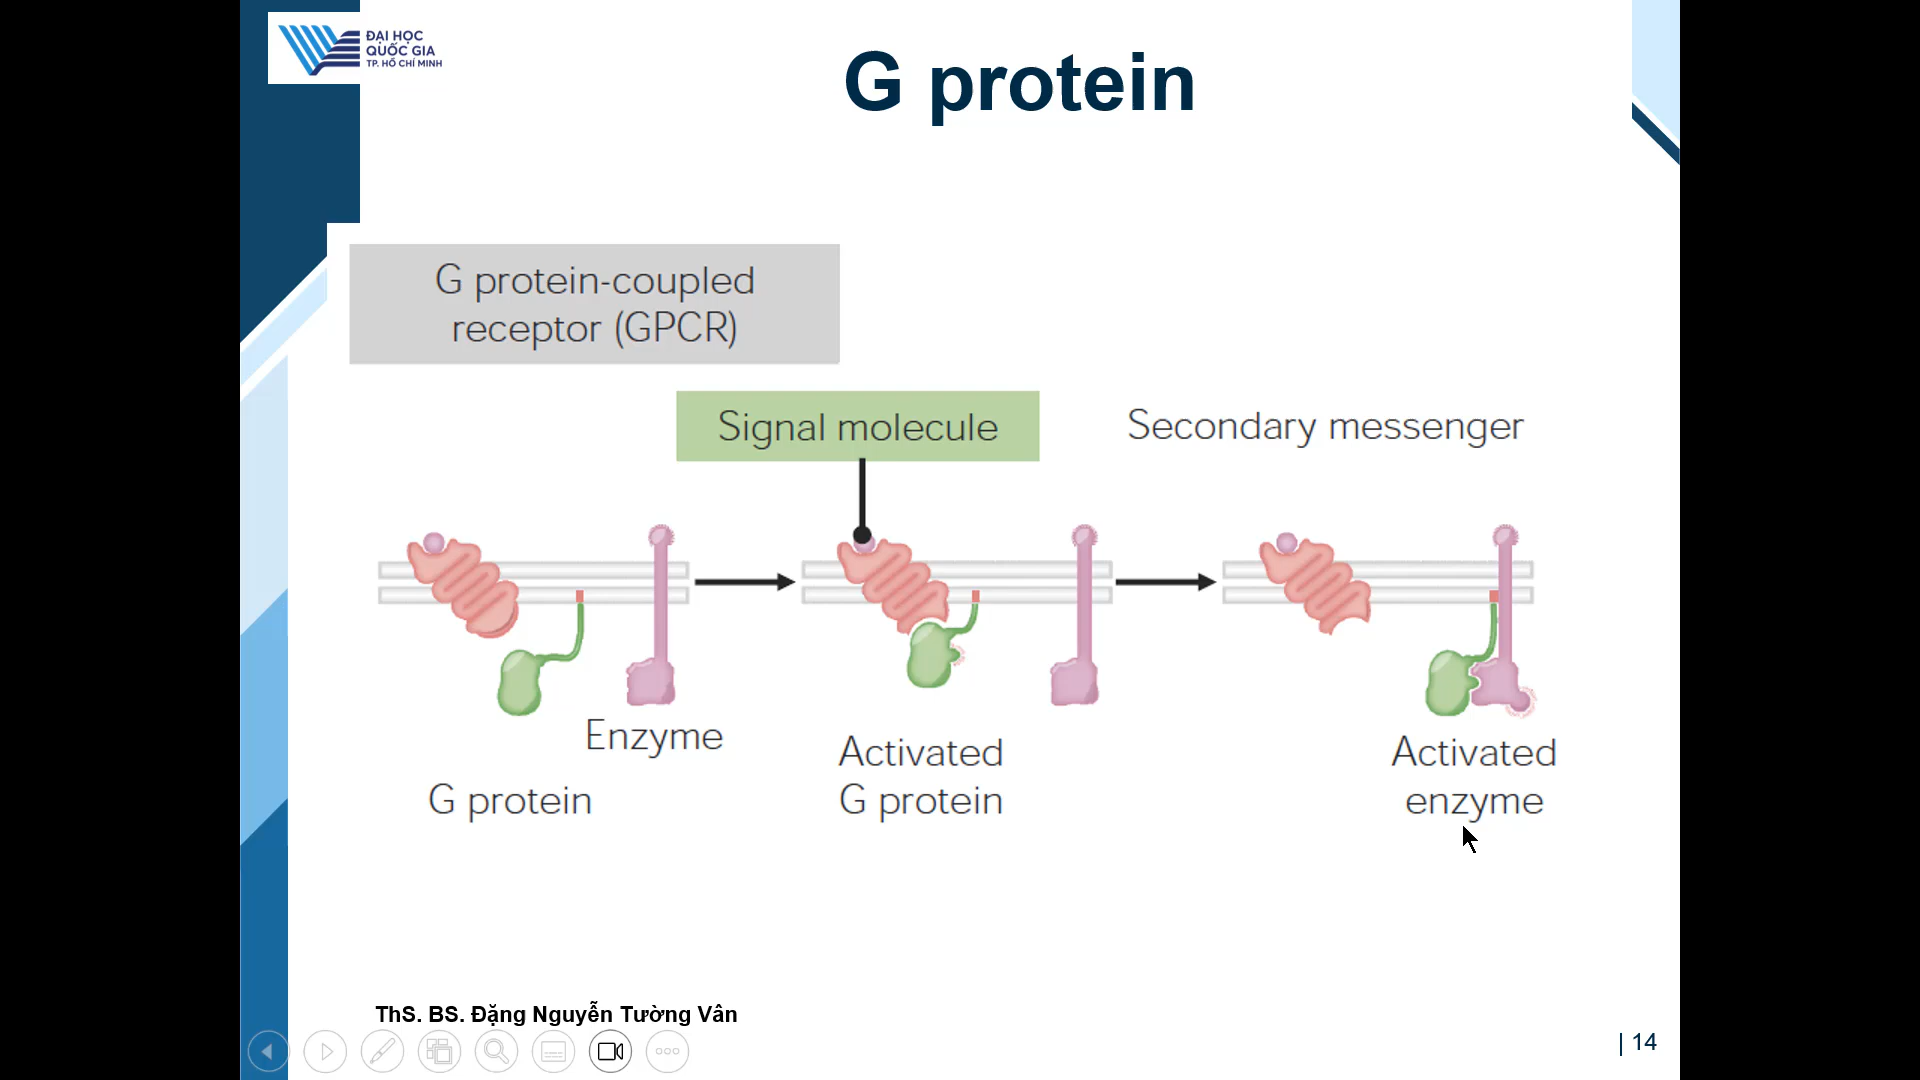 ĐẠI HỌC
QUỐC GIA
TP. HỒ CHÍ MINH
G protein
G protein-coupled
receptor (GPCR)
Signal molecule
Secondary messenger
Enzyme
G protein
Activated
G protein
Activated
enzyme
ThS. BS. Đặng Nguyễn Tường Vân
| 14